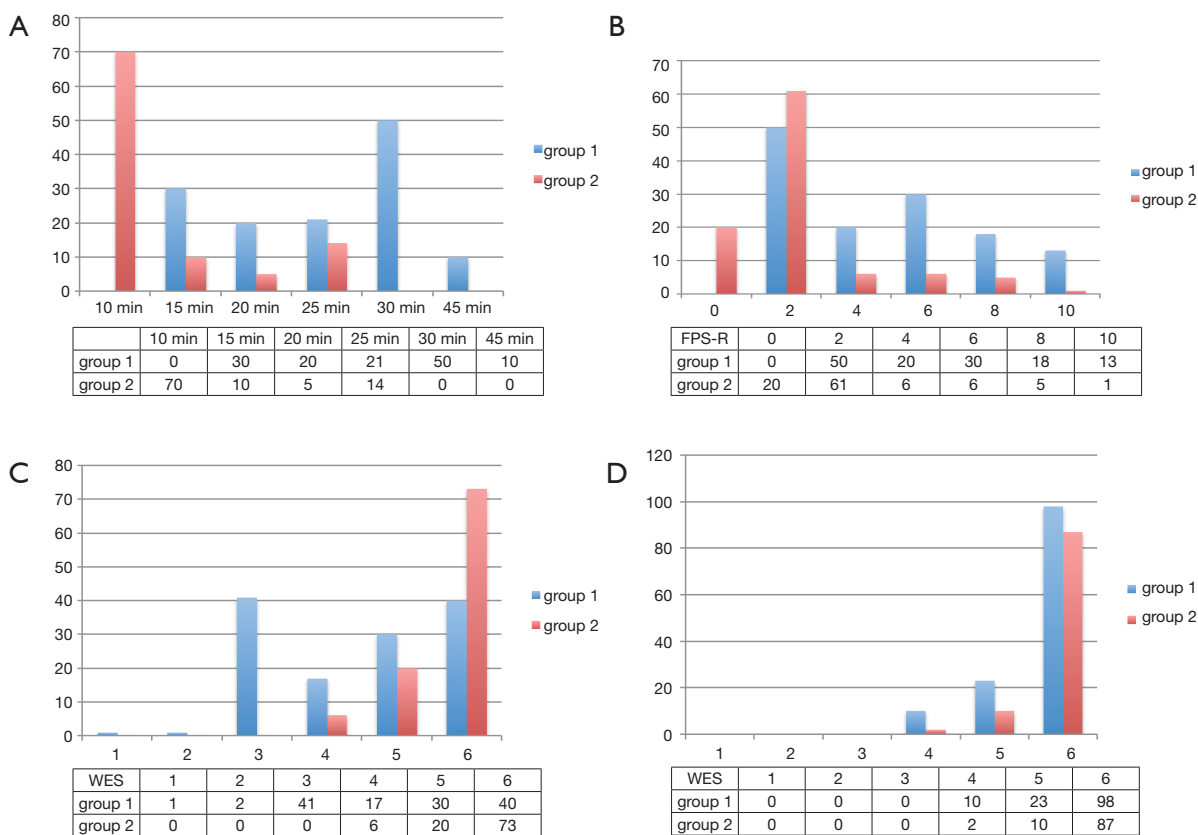 A
80
70
60
50
40
30
20
10
0
10 min 15 min 20 min 25 min 30 min 45 min
group 1
group 2
10 min 15 min 20 min 25 min 30 min 45 min
group 1 0 30 20 21 50 10
group 2 70 10 5 14 0 0
B
70
60
50
40
30
20
10
0
0 2 4 6 8 10
group 1
group 2
FPS-R 0 2 4 6 8 10
group 1 50 20 30 18 13
group 2 20 61 6 6 5 1
C
80
70
60
50
40
30
20
10
0
1 2 3 4 5 6
group 1
group 2
WES 1 2 3 4 5 6
group 1 1 2 41 17 30 40
group 2 0 0 0 6 20 73
D
120
100
80
60
40
20
0
1 2 3 4 5 6
group 1
group 2
WES 1 2 3 4 5 6
group 1 0 0 0 10 23 98
group 2 0 0 0 2 10 87